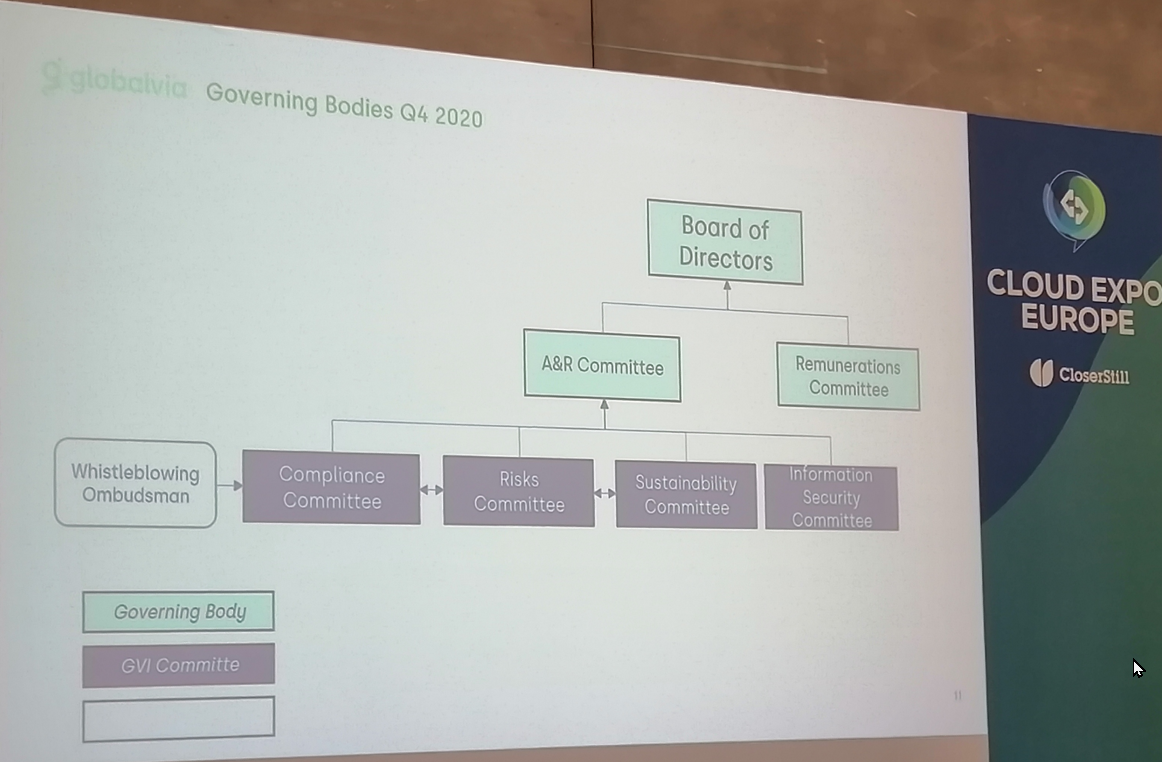 globalvia
Governing Bodies Q4 2020
Board of
Directors
A&R Committee
Remunerations
Committee
Whistleblowing
Ombudsman
Compliance
Committee
Risks
Committee
Sustainability
Committee
Information
Security
Committee
Governing Body
GVI Committe
11
CLOUD EXPO
EUROPE
CloserStill